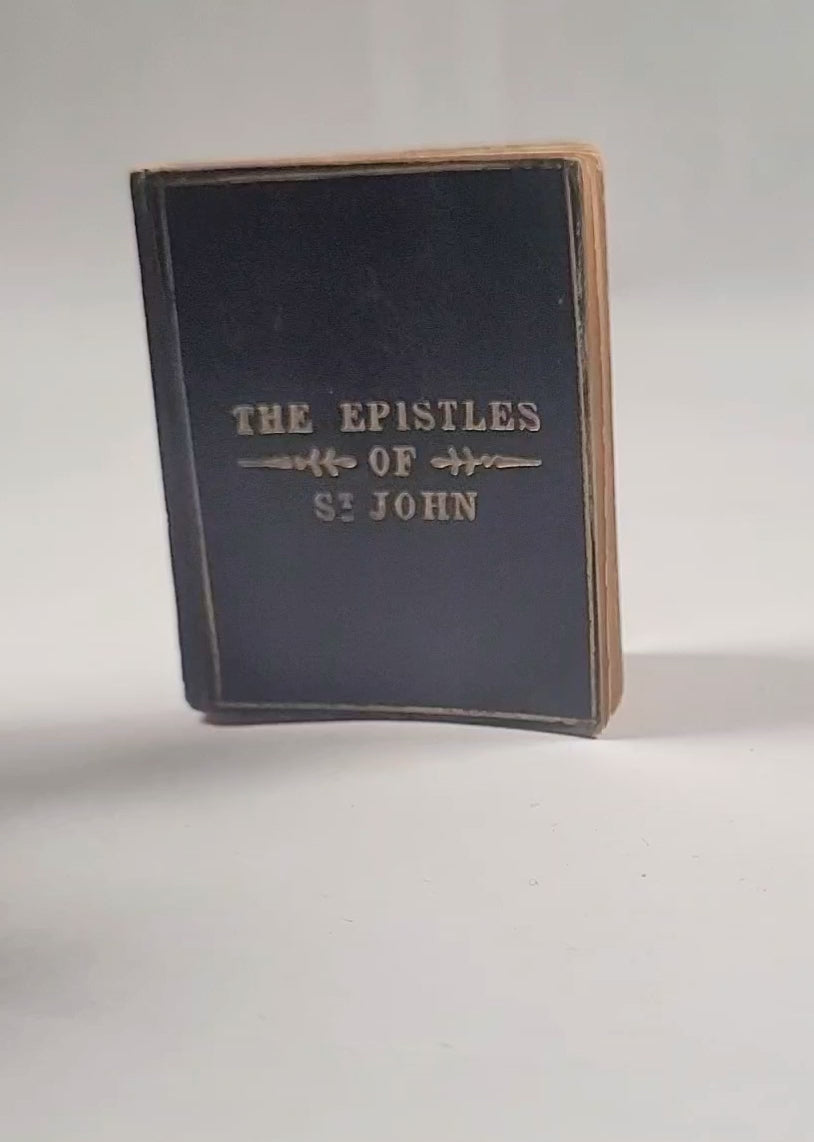 THE EPISTLES
OF
Sᵀ JOHN